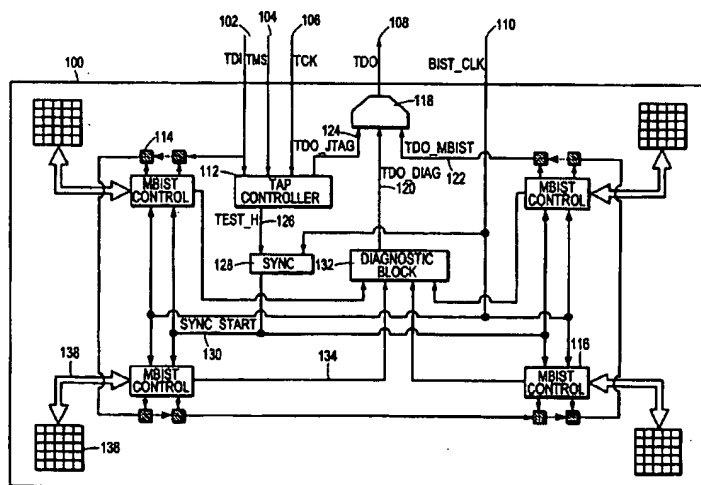 102
104
106
108
110
TDI
TMS
TCK
TDO
BIST_CLK
100
118
124
114
TDO_JTAG
TDO_MBIST
122
112
MBIST
CONTROL
TAP
CONTROLLER
TDO_DIAG
120
MBIST
CONTROL
TEST_H
126
128
SYNC
132
DIAGNOSTIC
BLOCK
SYNC_START
130
134
116
138
MBIST
CONTROL
MBIST
CONTROL
138